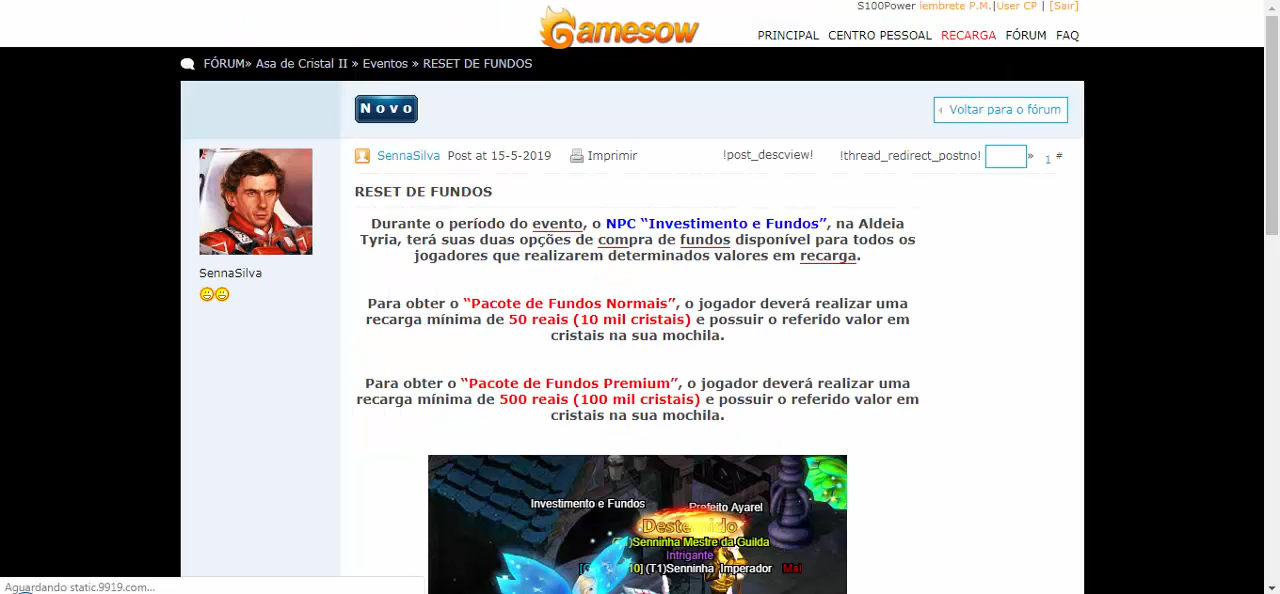 S100Power lembrete P.M.|User CP | [Sair]
Gamesow
PRINCIPAL CENTRO PESSOAL RECARGA FÓRUM FAQ
FÓRUM» Asa de Cristal II » Eventos » RESET DE FUNDOS
Novo
Voltar para o fórum
SennaSilva Post at 15-5-2019 Imprimir !post_descview! !thread_redirect_postno! » 1 #
RESET DE FUNDOS
Durante o período do evento, o NPC “Investimento e Fundos”, na Aldeia
Tyria, terá suas duas opções de compra de fundos disponível para todos os
jogadores que realizarem determinados valores em recarga.
SennaSilva
Para obter o “Pacote de Fundos Normais”, o jogador deverá realizar uma
recarga mínima de 50 reais (10 mil cristais) e possuir o referido valor em
cristais na sua mochila.
Para obter o “Pacote de Fundos Premium”, o jogador deverá realizar uma
recarga mínima de 500 reais (100 mil cristais) e possuir o referido valor em
cristais na sua mochila.
Investimento e Fundos
Prefeito Ayarel
Destemido
Senninha Mestre da Guilda
Intrigante
10] (T1)Senninha Imperador Mal
Aguardando static.9919.com...